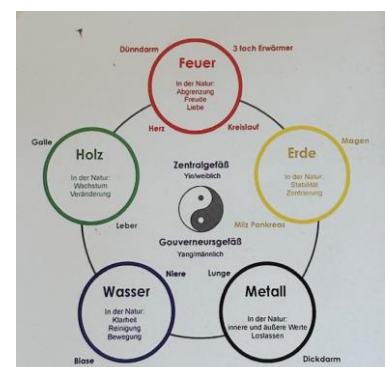 Dünndarm
3 fach Erwärmer
Feuer
In der Natur:
Abgrenzung
Freude
Liebe
Herz
Kreislauf
Galle
Holz
In der Natur:
Wachstum
Veränderung
Leber
Zentralgefäß
Yin/weiblich
Gouverneursgefäß
Yang/männlich
Magen
Erde
In der Natur:
Stabilität
Zentrierung
Milz Pankreas
Niere
Lunge
Wasser
In der Natur:
Klarheit
Reinigung
Bewegung
Blase
Metall
In der Natur:
innere und äußere Werte
Loslassen
Dickdarm